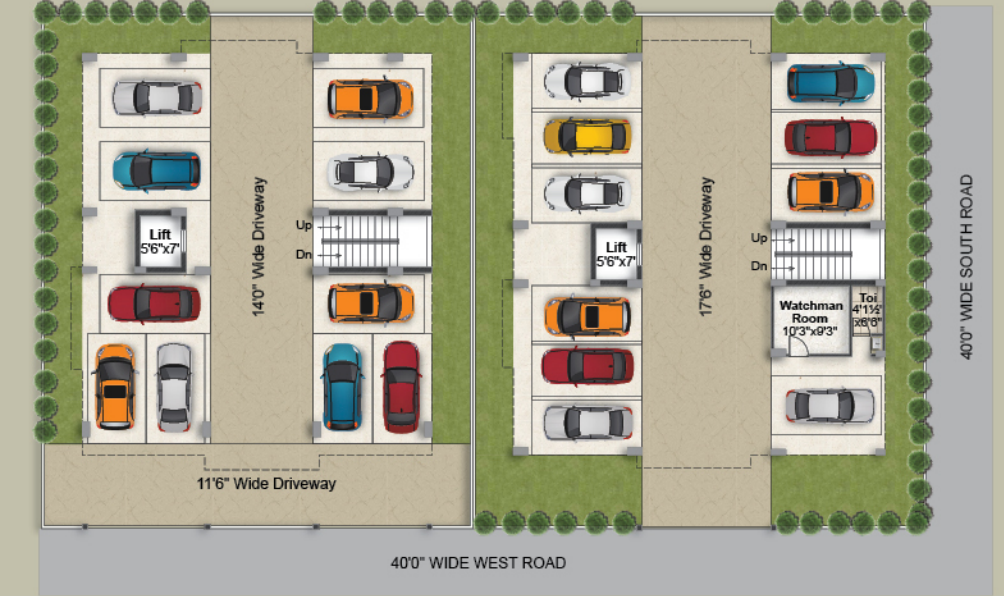 Lift
5'6"x7'
Up
Dn
14'0" Wide Driveway
11'6" Wide Driveway
Lift
5'6"x7'
17'6" Wide Driveway
Up
Dn
Watchman
Room
10'3"x9'3"
Toi
4'1½"
x6'6"
40'0" WIDE SOUTH ROAD
40'0" WIDE WEST ROAD